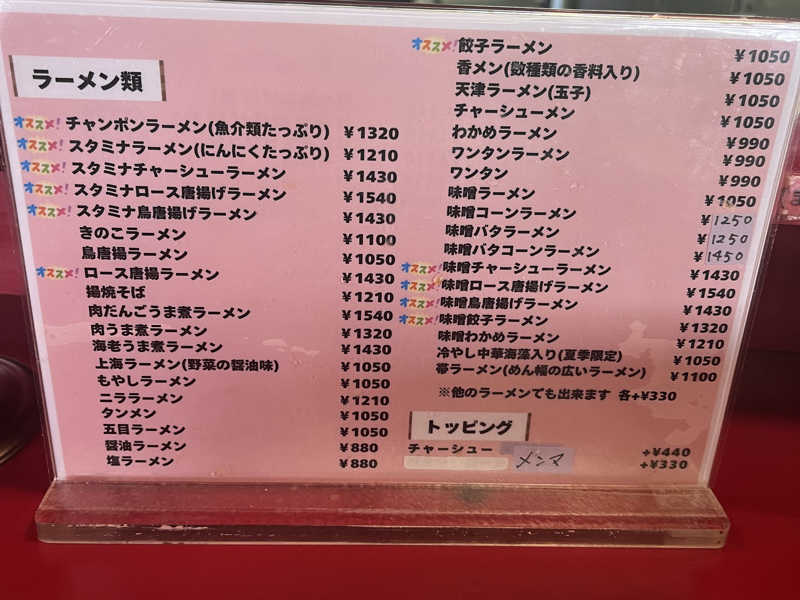 ラーメン類
オススメ! チャンポンラーメン(魚介類たっぷり) ¥1320
オススメ! スタミナラーメン(にんにくたっぷり) ¥1210
オススメ! スタミナチャーシューラーメン ¥1430
オススメ! スタミナロース唐揚げラーメン ¥1540
オススメ! スタミナ鳥唐揚げラーメン ¥1430
きのこラーメン ¥1100
鳥唐揚ラーメン ¥1050
オススメ! ロース唐揚ラーメン ¥1430
揚焼そば ¥1210
肉だんごうま煮ラーメン ¥1540
肉うま煮ラーメン ¥1320
海老うま煮ラーメン ¥1430
上海ラーメン(野菜の醤油味) ¥1050
もやしラーメン ¥1050
ニララーメン ¥1210
タンメン ¥1050
五目ラーメン ¥1050
醤油ラーメン ¥880
塩ラーメン ¥880
オススメ! 餃子ラーメン ¥1050
香メン(数種類の香料入り) ¥1050
天津ラーメン(玉子) ¥1050
チャーシューメン ¥1050
わかめラーメン ¥990
ワンタンラーメン ¥990
ワンタン ¥990
味噌ラーメン ¥1050
味噌コーンラーメン ¥1250
味噌バタラーメン ¥1250
味噌バタコーンラーメン ¥1450
オススメ! 味噌チャーシューラーメン ¥1430
オススメ! 味噌ロース唐揚げラーメン ¥1540
オススメ! 味噌鳥唐揚げラーメン ¥1430
オススメ! 味噌餃子ラーメン ¥1320
味噌わかめラーメン ¥1210
冷やし中華海藻入り(夏季限定) ¥1050
帯ラーメン(めん幅の広いラーメン) ¥1100
※他のラーメンでも出来ます 各+¥330
トッピング
チャーシュー +¥440
メンマ +¥330